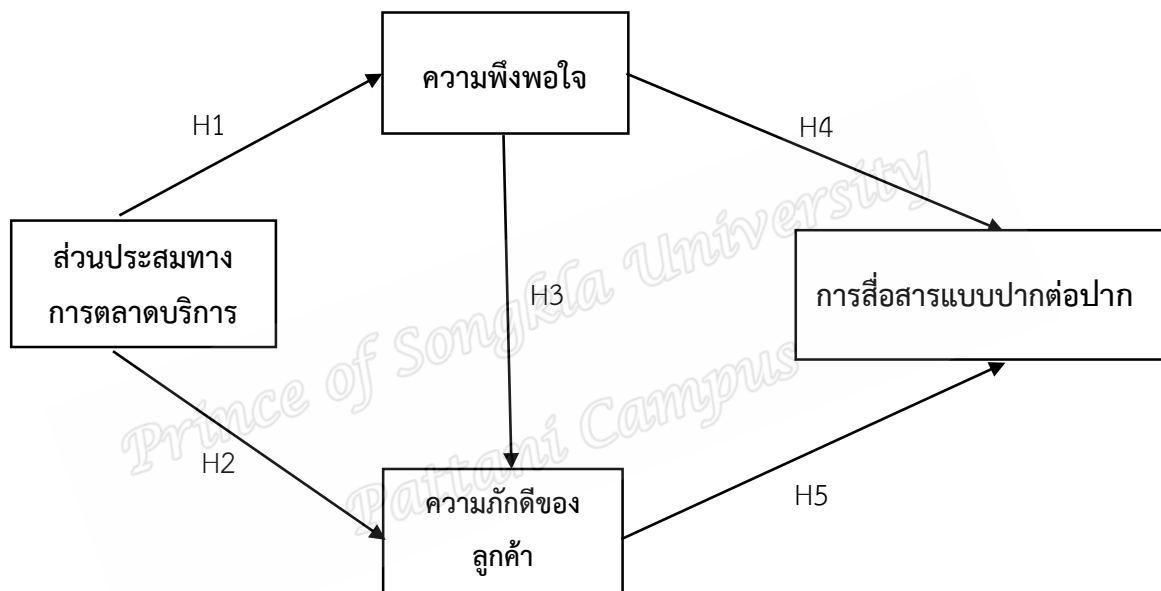 ความพึงพอใจ
H1
H4
ส่วนประสมทาง
การตลาดบริการ
H3
การสื่อสารแบบปากต่อปาก
Prince of Songkla University
Pattani Campus
H2
ความภักดีของ
ลูกค้า
H5